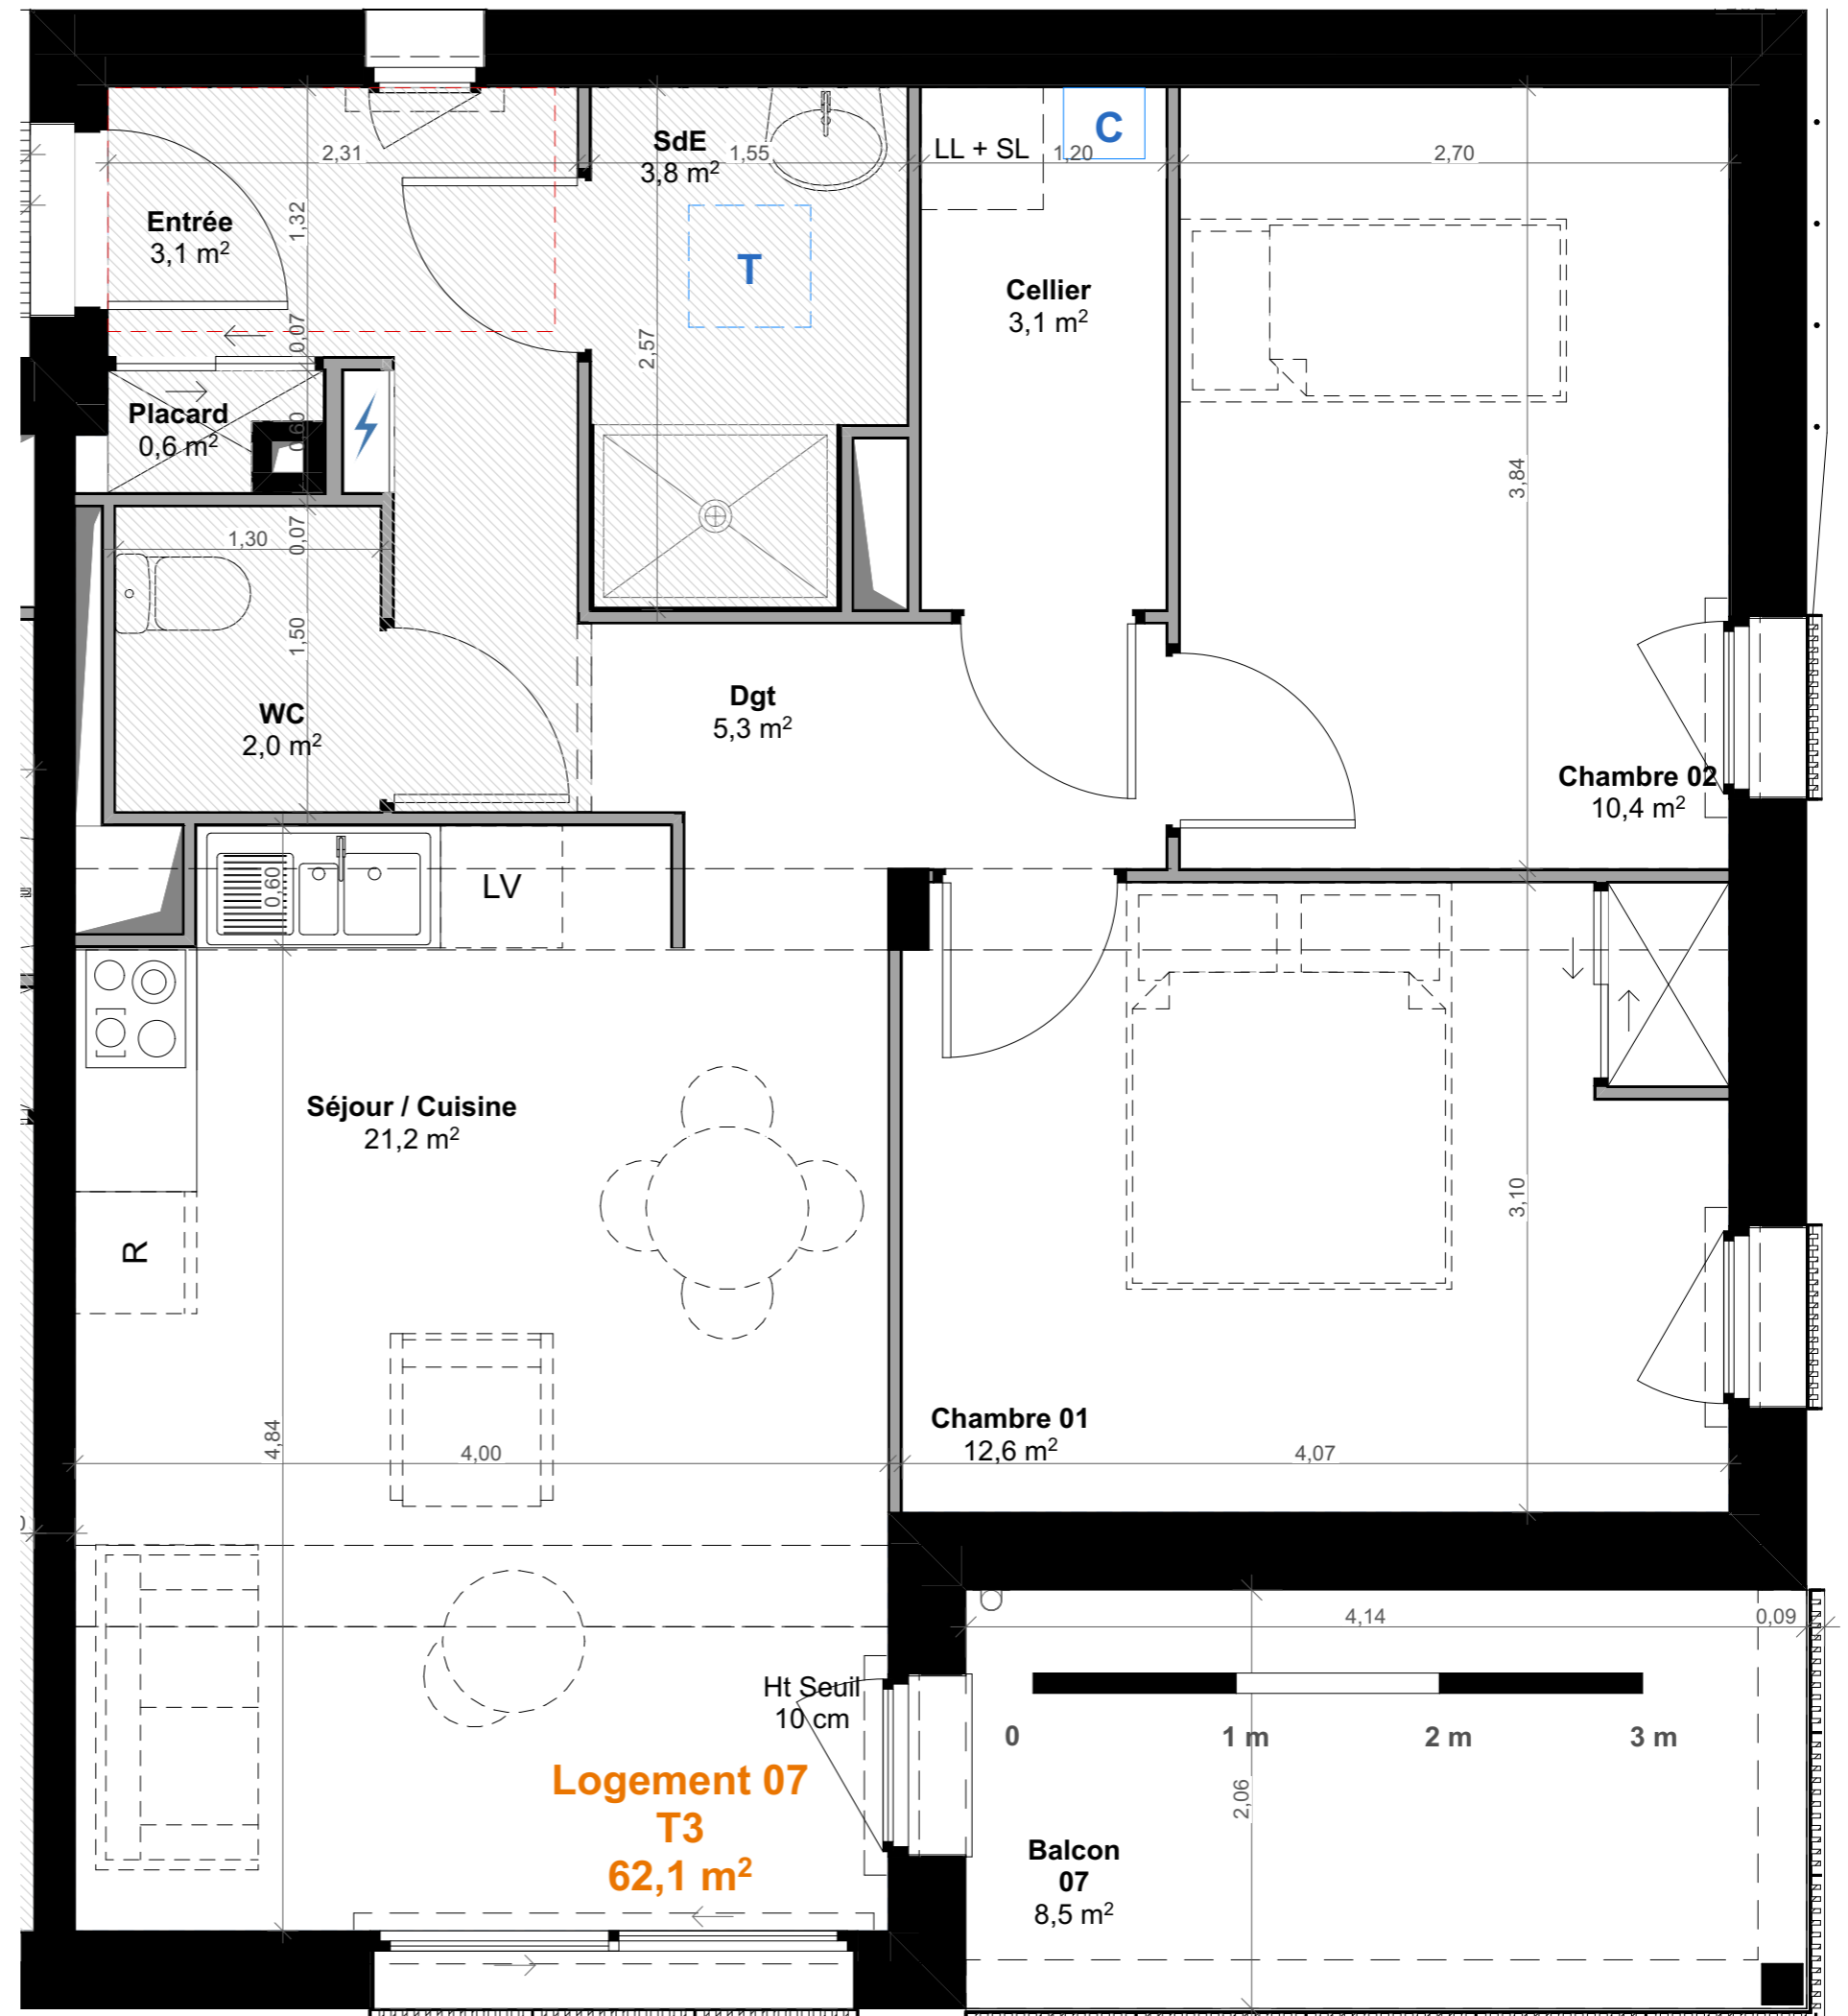 2,31
SdE
3,8 m²
1,55
LL + SL
C
1,20
2,70
Entrée
3,1 m²
1,32
T
Cellier
3,1 m²
0,07
2,57
Placard
0,6 m²
0,60
3,84
1,30
0,07
1,50
WC
2,0 m²
Dgt
5,3 m²
Chambre 02
10,4 m²
0,60
LV
Séjour / Cuisine
21,2 m²
3,10
R
Chambre 01
12,6 m²
4,84
4,00
4,07
4,14
0,09
Ht Seuil
10 cm
0
1 m
2 m
3 m
Logement 07
T3
62,1 m²
2,06
Balcon
07
8,5 m²